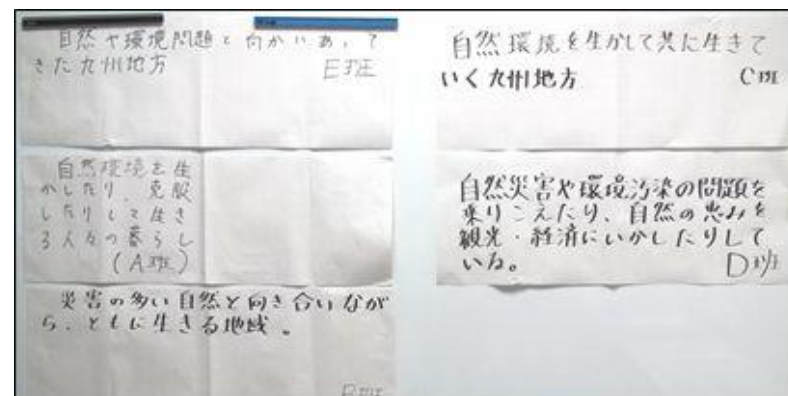 自然や環境問題と向かいあって
きた九州地方 E班
自然環境を生
かしたり、克服
したりして生き
る人々の暮らし
(A班)
災害の多い自然と向き合いなが
ら、ともに生きる地域。
B班
自然環境を生かして共に生きて
いく九州地方 C班
自然災害や環境汚染の問題を
乗りこえたり、自然の恵みを
観光・経済にいかしたりして
いる。 D班